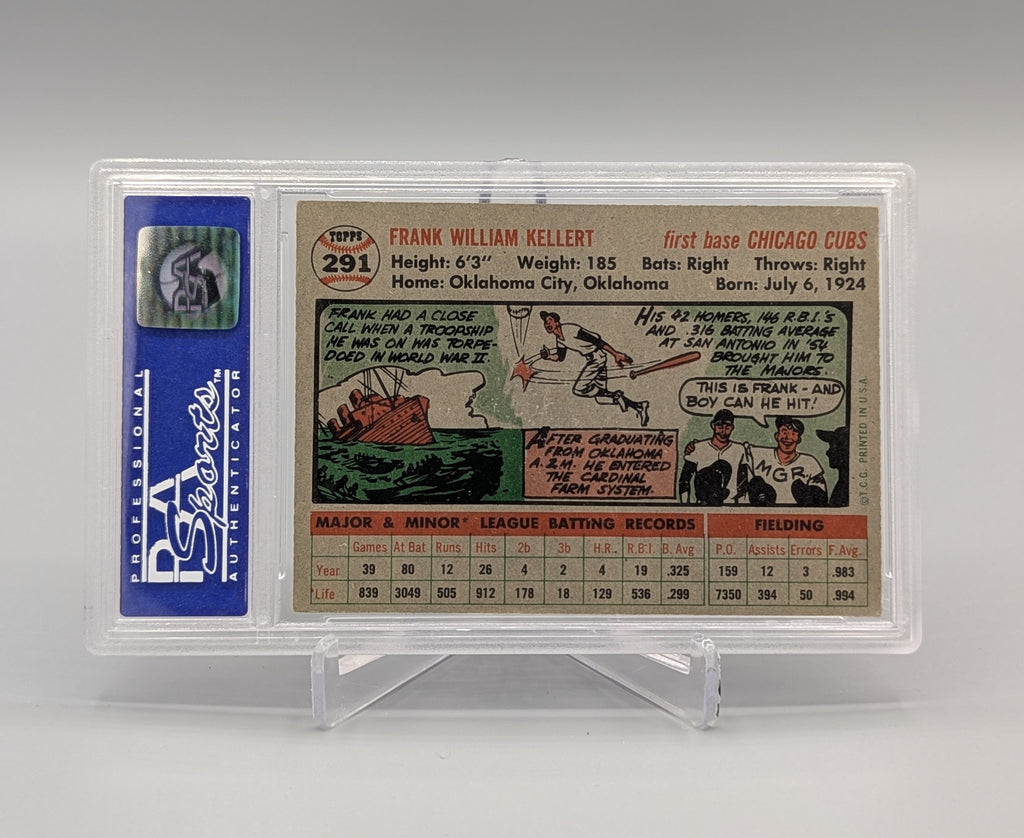 PSA
PROFESSIONAL
PSA
Sports™
AUTHENTICATOR
TOPPS
291
FRANK WILLIAM KELLERT
first base CHICAGO CUBS
Height: 6'3" Weight: 185 Bats: Right Throws: Right
Home: Oklahoma City, Oklahoma Born: July 6, 1924
FRANK HAD A CLOSE
CALL WHEN A TROOPSHIP
HE WAS ON WAS TORPE-
DOED IN WORLD WAR II.
HIS 42 HOMERS, 146 R.B.I.'S
AND .316 BATTING AVERAGE
AT SAN ANTONIO IN '54
BROUGHT HIM TO
THE MAJORS.
THIS IS FRANK - AND
BOY CAN HE HIT!
MGR.
AFTER GRADUATING
FROM OKLAHOMA
A.&M. HE ENTERED
THE CARDINAL
FARM SYSTEM.
©T.C.G. PRINTED IN U.S.A.
MAJOR & MINOR* LEAGUE BATTING RECORDS FIELDING
Games At Bat Runs Hits 2b 3b H.R. R.B.I. B. Avg P.O. Assists Errors F. Avg.
Year 39 80 12 26 4 2 4 19 .325 159 12 3 .983
*Life 839 3049 505 912 178 18 129 536 .299 7350 394 50 .994